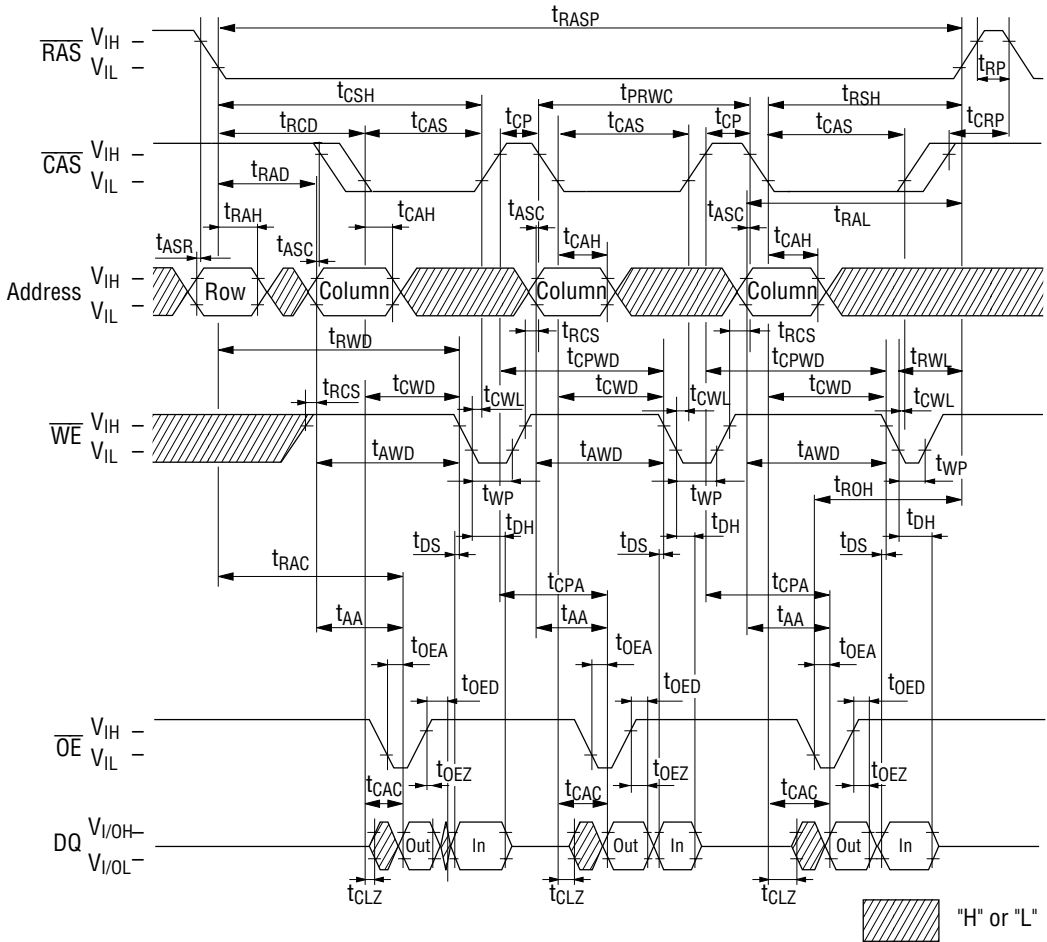 tRASP
RAS VIH
VIL
tRP
tCSH tPRWC tRSH
tRCD tCAS tCP tCAS tCP tCAS tCRP
CAS VIH
VIL
tRAD
tRAL
tRAH tCAH tASC tCAH tASC tCAH
tASR tASC
Address VIH
VIL
Row Column Column Column
tRCS tRCS
tRWD tCPWD tCPWD tRWL
tRCS tCWD tCWL tCWD tCWL tCWD tCWL
WE VIH
VIL
tAWD tAWD tAWD
tWP tWP tWP
tROH
tDH tDH tDH
tDS tDS tDS
tRAC tCPA tCPA
tAA tAA tAA
tOEA tOEA tOEA
tOED tOED tOED
OE VIH
VIL
tOEZ tOEZ tOEZ
tCAC tCAC tCAC
DQ VI/OH
VI/OL
Out In Out In Out In
tCLZ tCLZ tCLZ
"H" or "L"